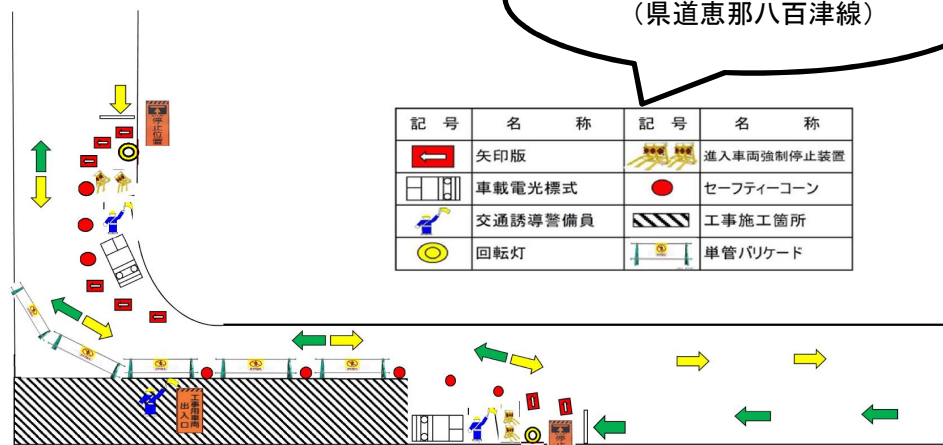 （県道恵那八百津線）
停止位置
記　号　名　称　記　号　名　称
矢印版　進入車両強制停止装置
車載電光標式　セーフティーコーン
交通誘導警備員　工事施工箇所
回転灯　単管バリケード
工事用車両
出入口
停止